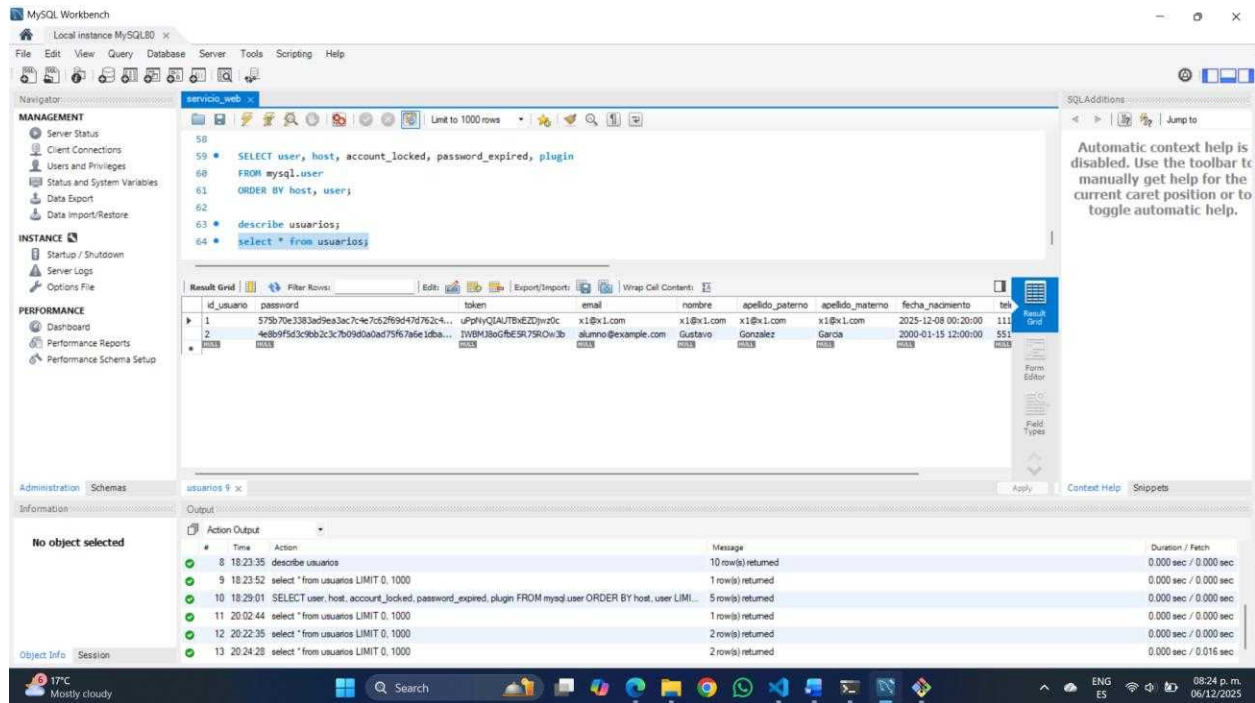 MySQL Workbench
Local instance MySQL80
File Edit View Query Database Server Tools Scripting Help
Navigator
MANAGEMENT
Server Status
Client Connections
Users and Privileges
Status and System Variables
Data Export
Data Import/Restore
INSTANCE
Startup / Shutdown
Server Logs
Options File
PERFORMANCE
Dashboard
Performance Reports
Performance Schema Setup
Administration Schemas
Information
No object selected
Object Info Session
servicio_web
Limit to 1000 rows
58
59 SELECT user, host, account_locked, password_expired, plugin
60 FROM mysql.user
61 ORDER BY host, user;
62
63 describe usuarios;
64 select * from usuarios;
Result Grid Filter Rows: Edit: Export/Import: Wrap Cell Content:
id_usuario password token email nombre apellido_paterno apellido_materno fecha_nacimiento
1 x1@x1.com x1@x1.com x1@x1.com x1@x1.com 2025-12-08 00:20:00 111
2 alumno@example.com Gustavo Gonzalez Garcia 2000-01-15 12:00:00 551
NULL NULL NULL NULL NULL NULL NULL NULL NULL
Result Grid
Form Editor
Field Types
usuarios 9
Apply
Output
Action Output
# Time Action Message Duration / Fetch
8 18:23:35 describe usuarios 10 row(s) returned 0.000 sec / 0.000 sec
9 18:23:52 select * from usuarios LIMIT 0, 1000 1 row(s) returned 0.000 sec / 0.000 sec
10 18:29:01 SELECT user, host, account_locked, password_expired, plugin FROM mysql.user ORDER BY host, user LIMI... 5 row(s) returned 0.000 sec / 0.000 sec
11 20:02:44 select * from usuarios LIMIT 0, 1000 1 row(s) returned 0.000 sec / 0.000 sec
12 20:22:35 select * from usuarios LIMIT 0, 1000 2 row(s) returned 0.000 sec / 0.000 sec
13 20:24:28 select * from usuarios LIMIT 0, 1000 2 row(s) returned 0.000 sec / 0.016 sec
SQLAdditions
Jump to
Automatic context help is
disabled. Use the toolbar to
manually get help for the
current caret position or to
toggle automatic help.
Context Help Snippets
6
17°C
Mostly cloudy
Search
ENG
ES
08:24 p. m.
06/12/2025